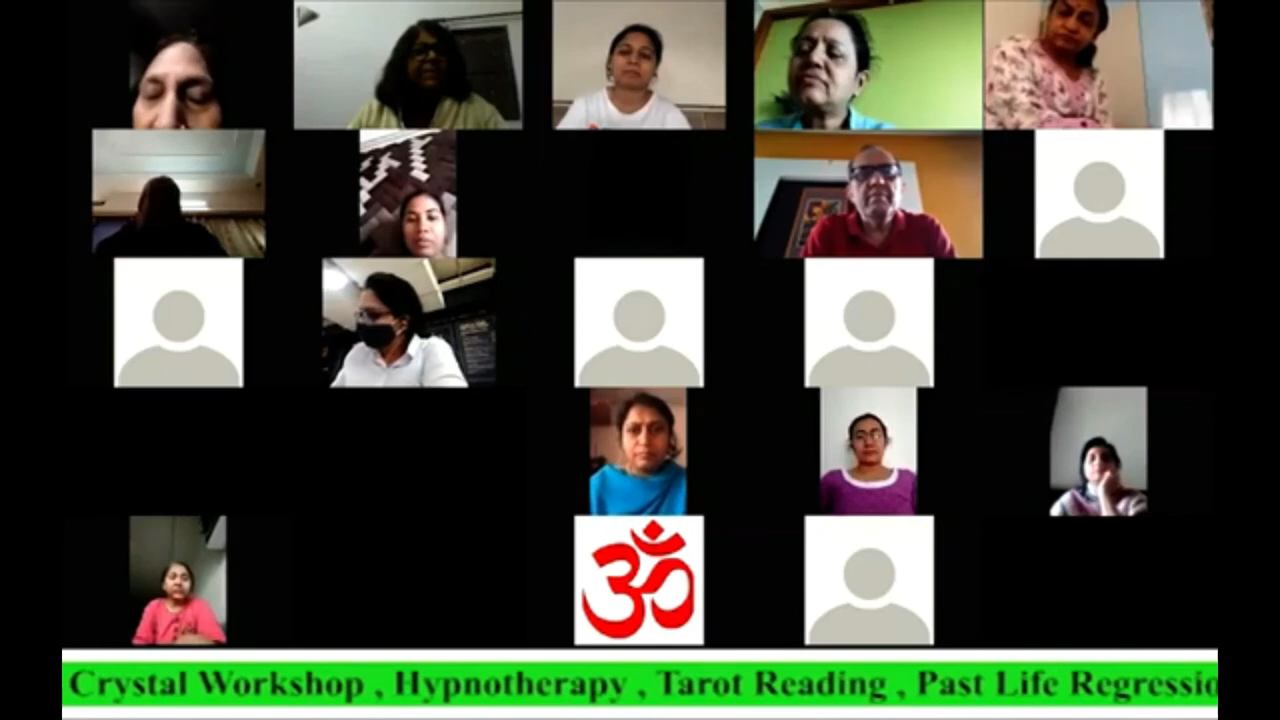 ॐ
Crystal Workshop , Hypnotherapy , Tarot Reading , Past Life Regressio